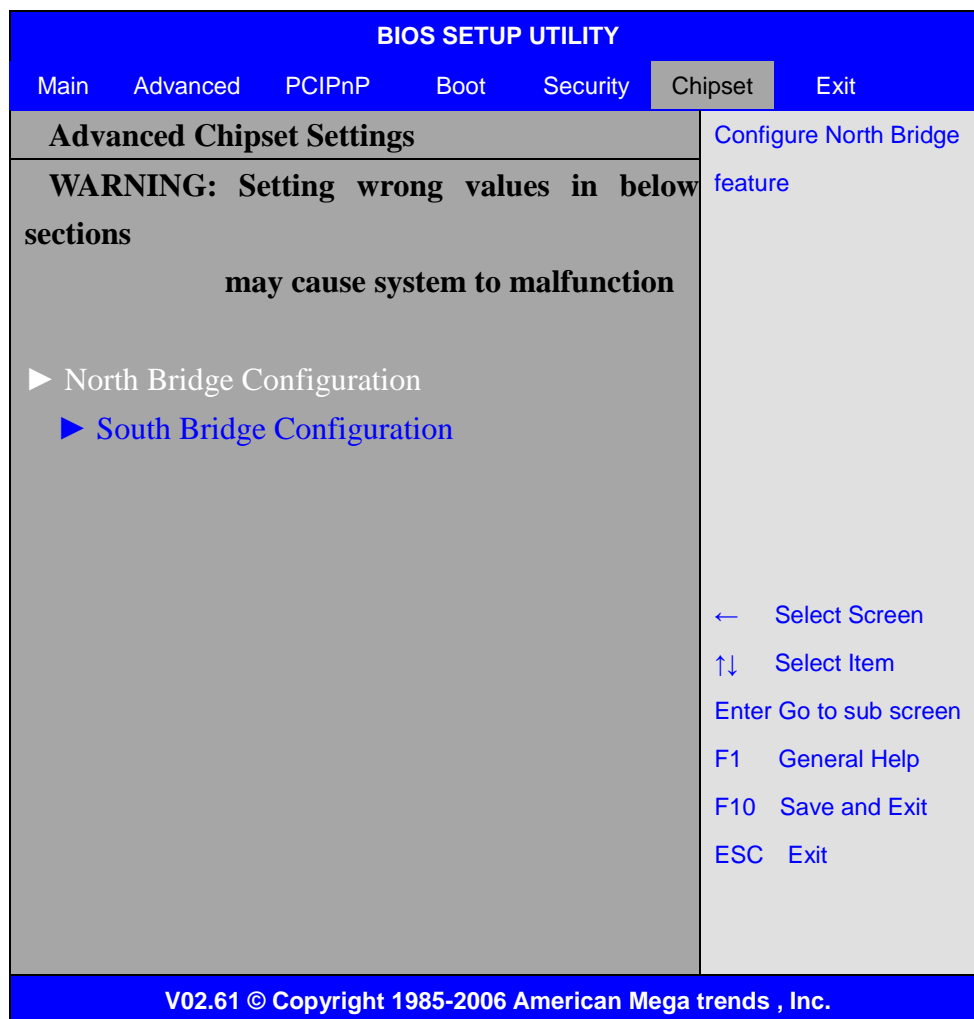 BIOS SETUP UTILITY
Main Advanced PCIPnP Boot Security Chipset Exit
Advanced Chipset Settings
WARNING: Setting wrong values in below
sections
may cause system to malfunction
► North Bridge Configuration
► South Bridge Configuration
Configure North Bridge
feature
← Select Screen
↑↓ Select Item
Enter Go to sub screen
F1 General Help
F10 Save and Exit
ESC Exit
V02.61 © Copyright 1985-2006 American Mega trends , Inc.